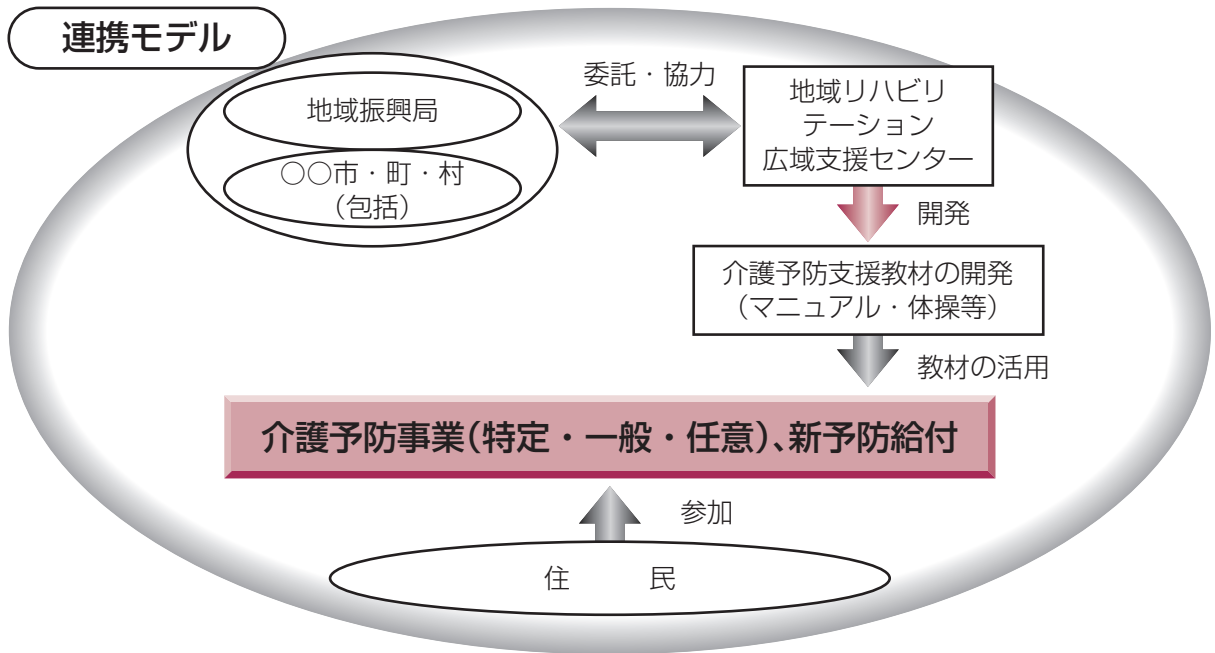 連携モデル
地域振興局
○○市・町・村
（包括）
委託・協力
地域リハビリ
テーション
広域支援センター
開発
介護予防支援教材の開発
（マニュアル・体操等）
教材の活用
介護予防事業（特定・一般・任意）、新予防給付
参加
住　　民